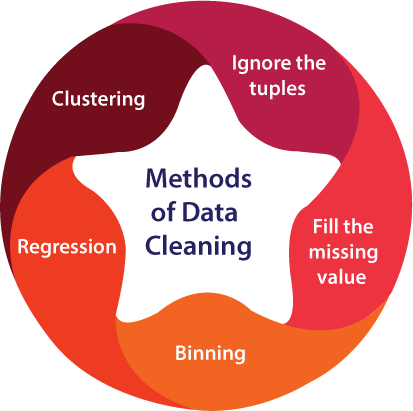 Methods
of Data
Cleaning
Ignore the
tuples
Fill the
missing
value
Binning
Regression
Clustering